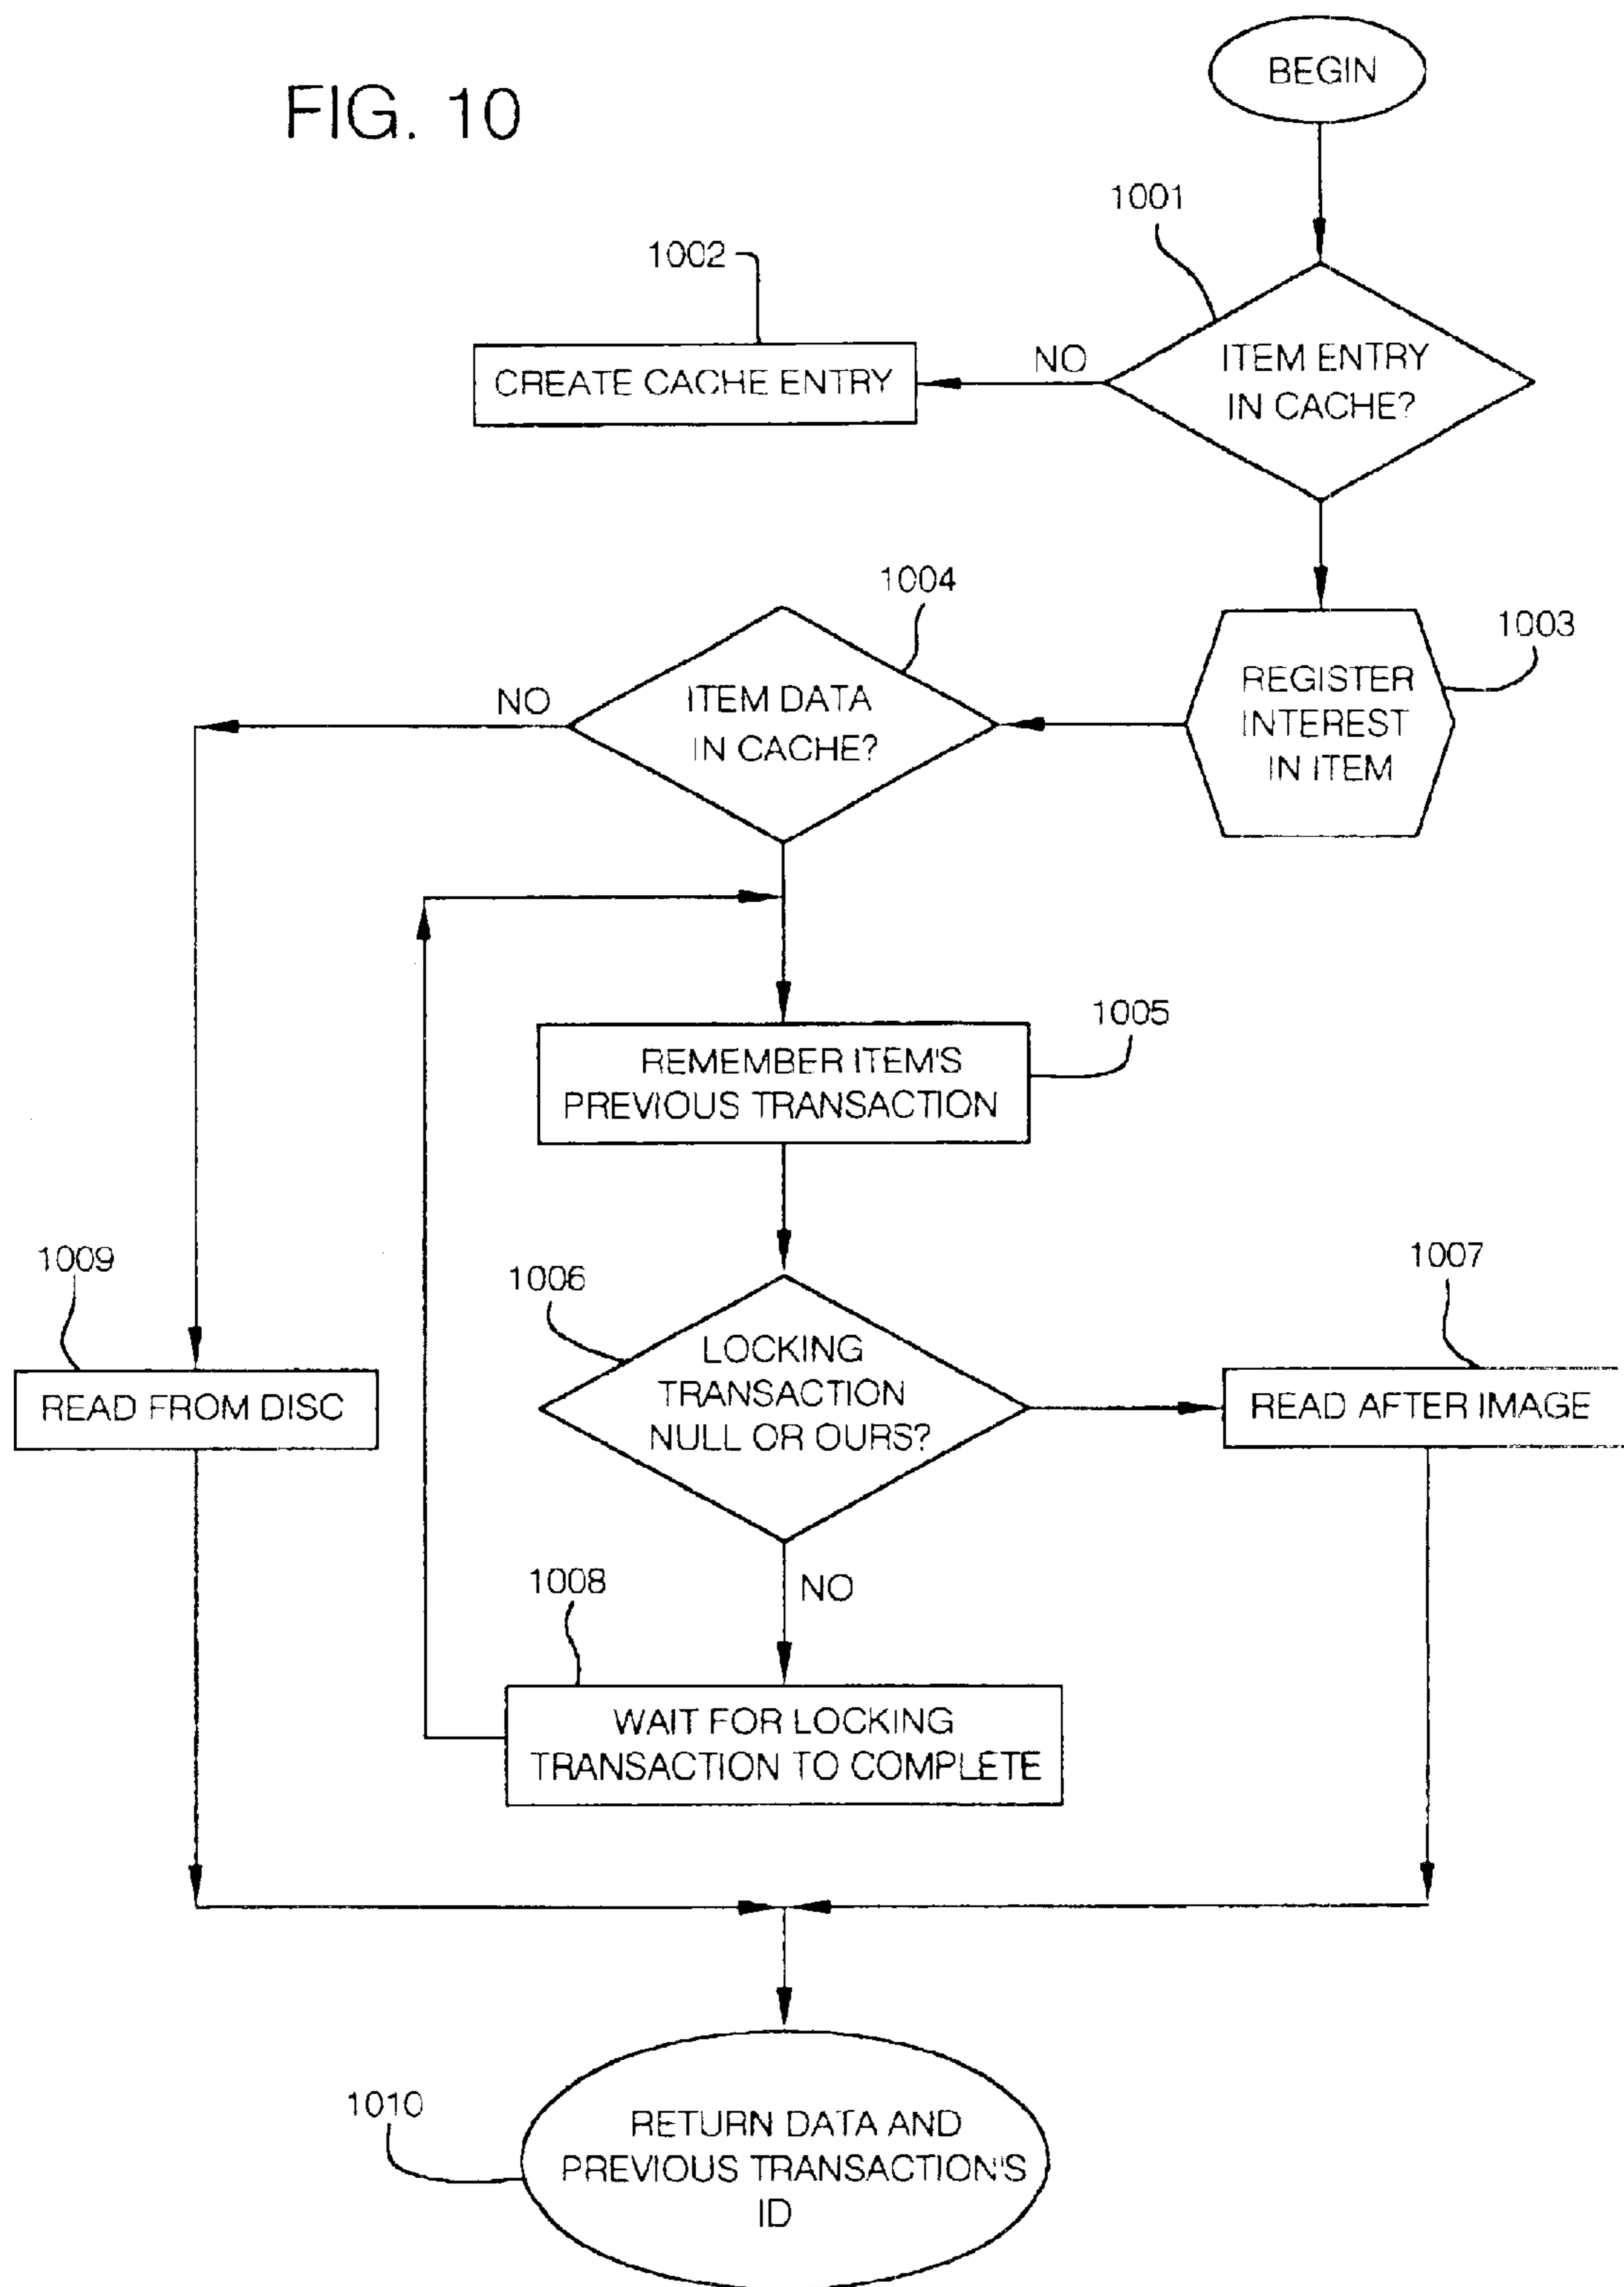 FIG. 10
BEGIN
1001
1002
NO
ITEM ENTRY
IN CACHE?
CREATE CACHE ENTRY
1004
1003
REGISTER
INTEREST
IN ITEM
NO
ITEM DATA
IN CACHE?
1005
REMEMBER ITEM'S
PREVIOUS TRANSACTION
1009
1006
1007
LOCKING
TRANSACTION
NULL OR OURS?
READ FROM DISC
READ AFTER IMAGE
1008
NO
WAIT FOR LOCKING
TRANSACTION TO COMPLETE
1010
RETURN DATA AND
PREVIOUS TRANSACTION'S
ID